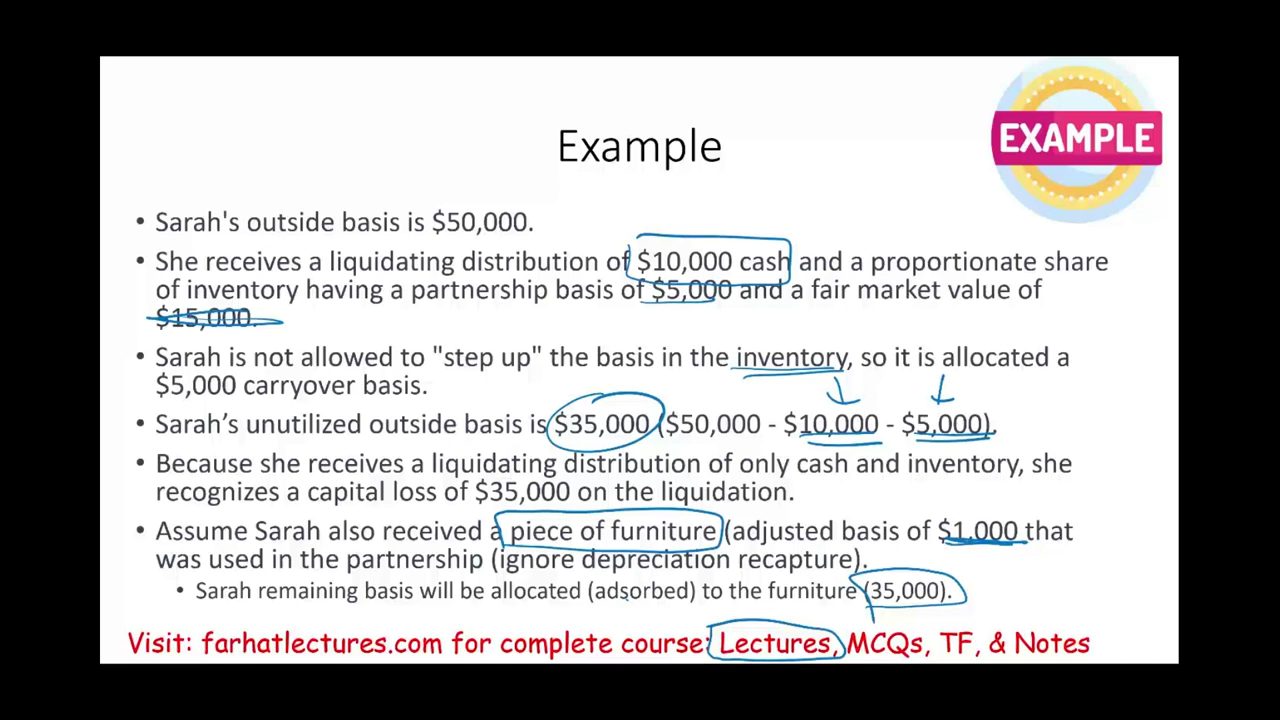 EXAMPLE
Example
• Sarah's outside basis is $50,000.
• She receives a liquidating distribution of $10,000 cash and a proportionate share
of inventory having a partnership basis of $5,000 and a fair market value of
$15,000.
• Sarah is not allowed to "step up" the basis in the inventory, so it is allocated a
$5,000 carryover basis.
• Sarah’s unutilized outside basis is $35,000 ($50,000 - $10,000 - $5,000).
• Because she receives a liquidating distribution of only cash and inventory, she
recognizes a capital loss of $35,000 on the liquidation.
• Assume Sarah also received a piece of furniture (adjusted basis of $1,000 that
was used in the partnership (ignore depreciation recapture).
• Sarah remaining basis will be allocated (adsorbed) to the furniture (35,000).
Visit: farhatlectures.com for complete course: Lectures, MCQs, TF, & Notes